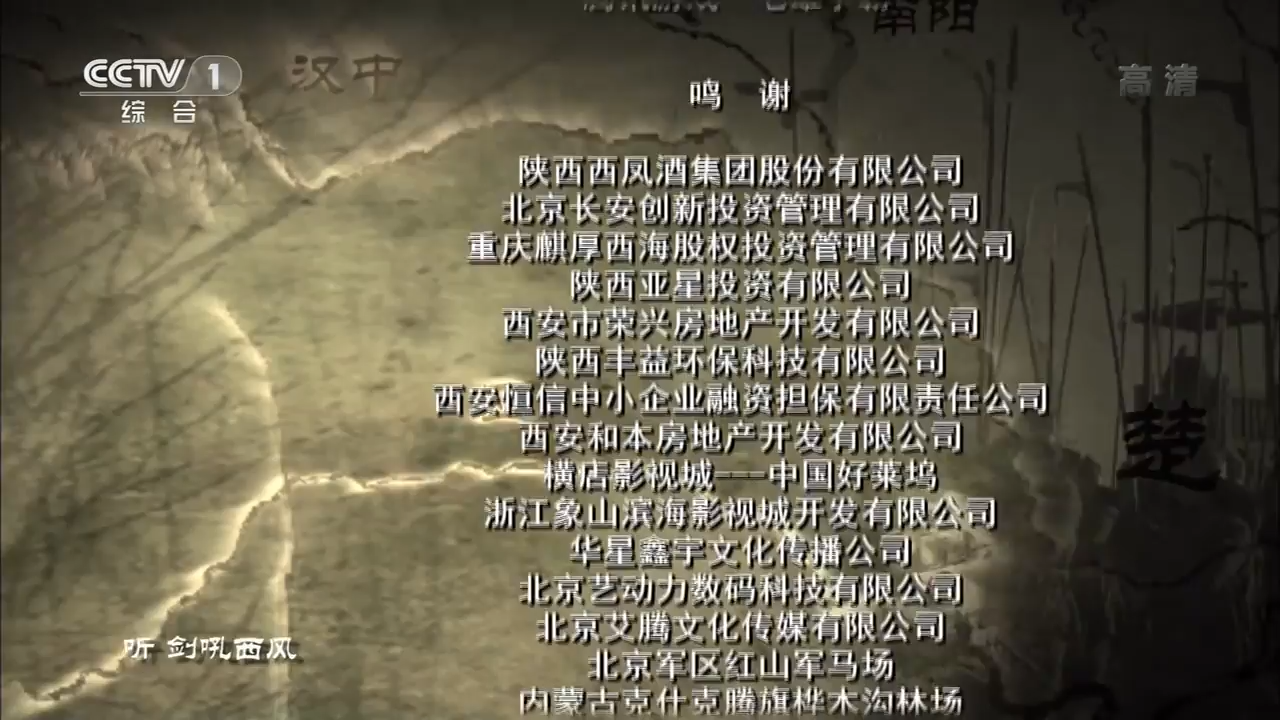 南阳
CCTV 1
综合
汉中
高清
鸣 谢
陕西西凤酒集团股份有限公司
北京长安创新投资管理有限公司
重庆麒厚西海股权投资管理有限公司
陕西亚星投资有限公司
西安市荣兴房地产开发有限公司
陕西丰益环保科技有限公司
西安恒信中小企业融资担保有限责任公司
西安和本房地产开发有限公司
横店影视城---中国好莱坞
浙江象山滨海影视城开发有限公司
华星鑫宇文化传播公司
北京艺动力数码科技有限公司
北京艾腾文化传媒有限公司
北京军区红山军马场
内蒙古克什克腾旗桦木沟林场
楚
听 剑吼西风